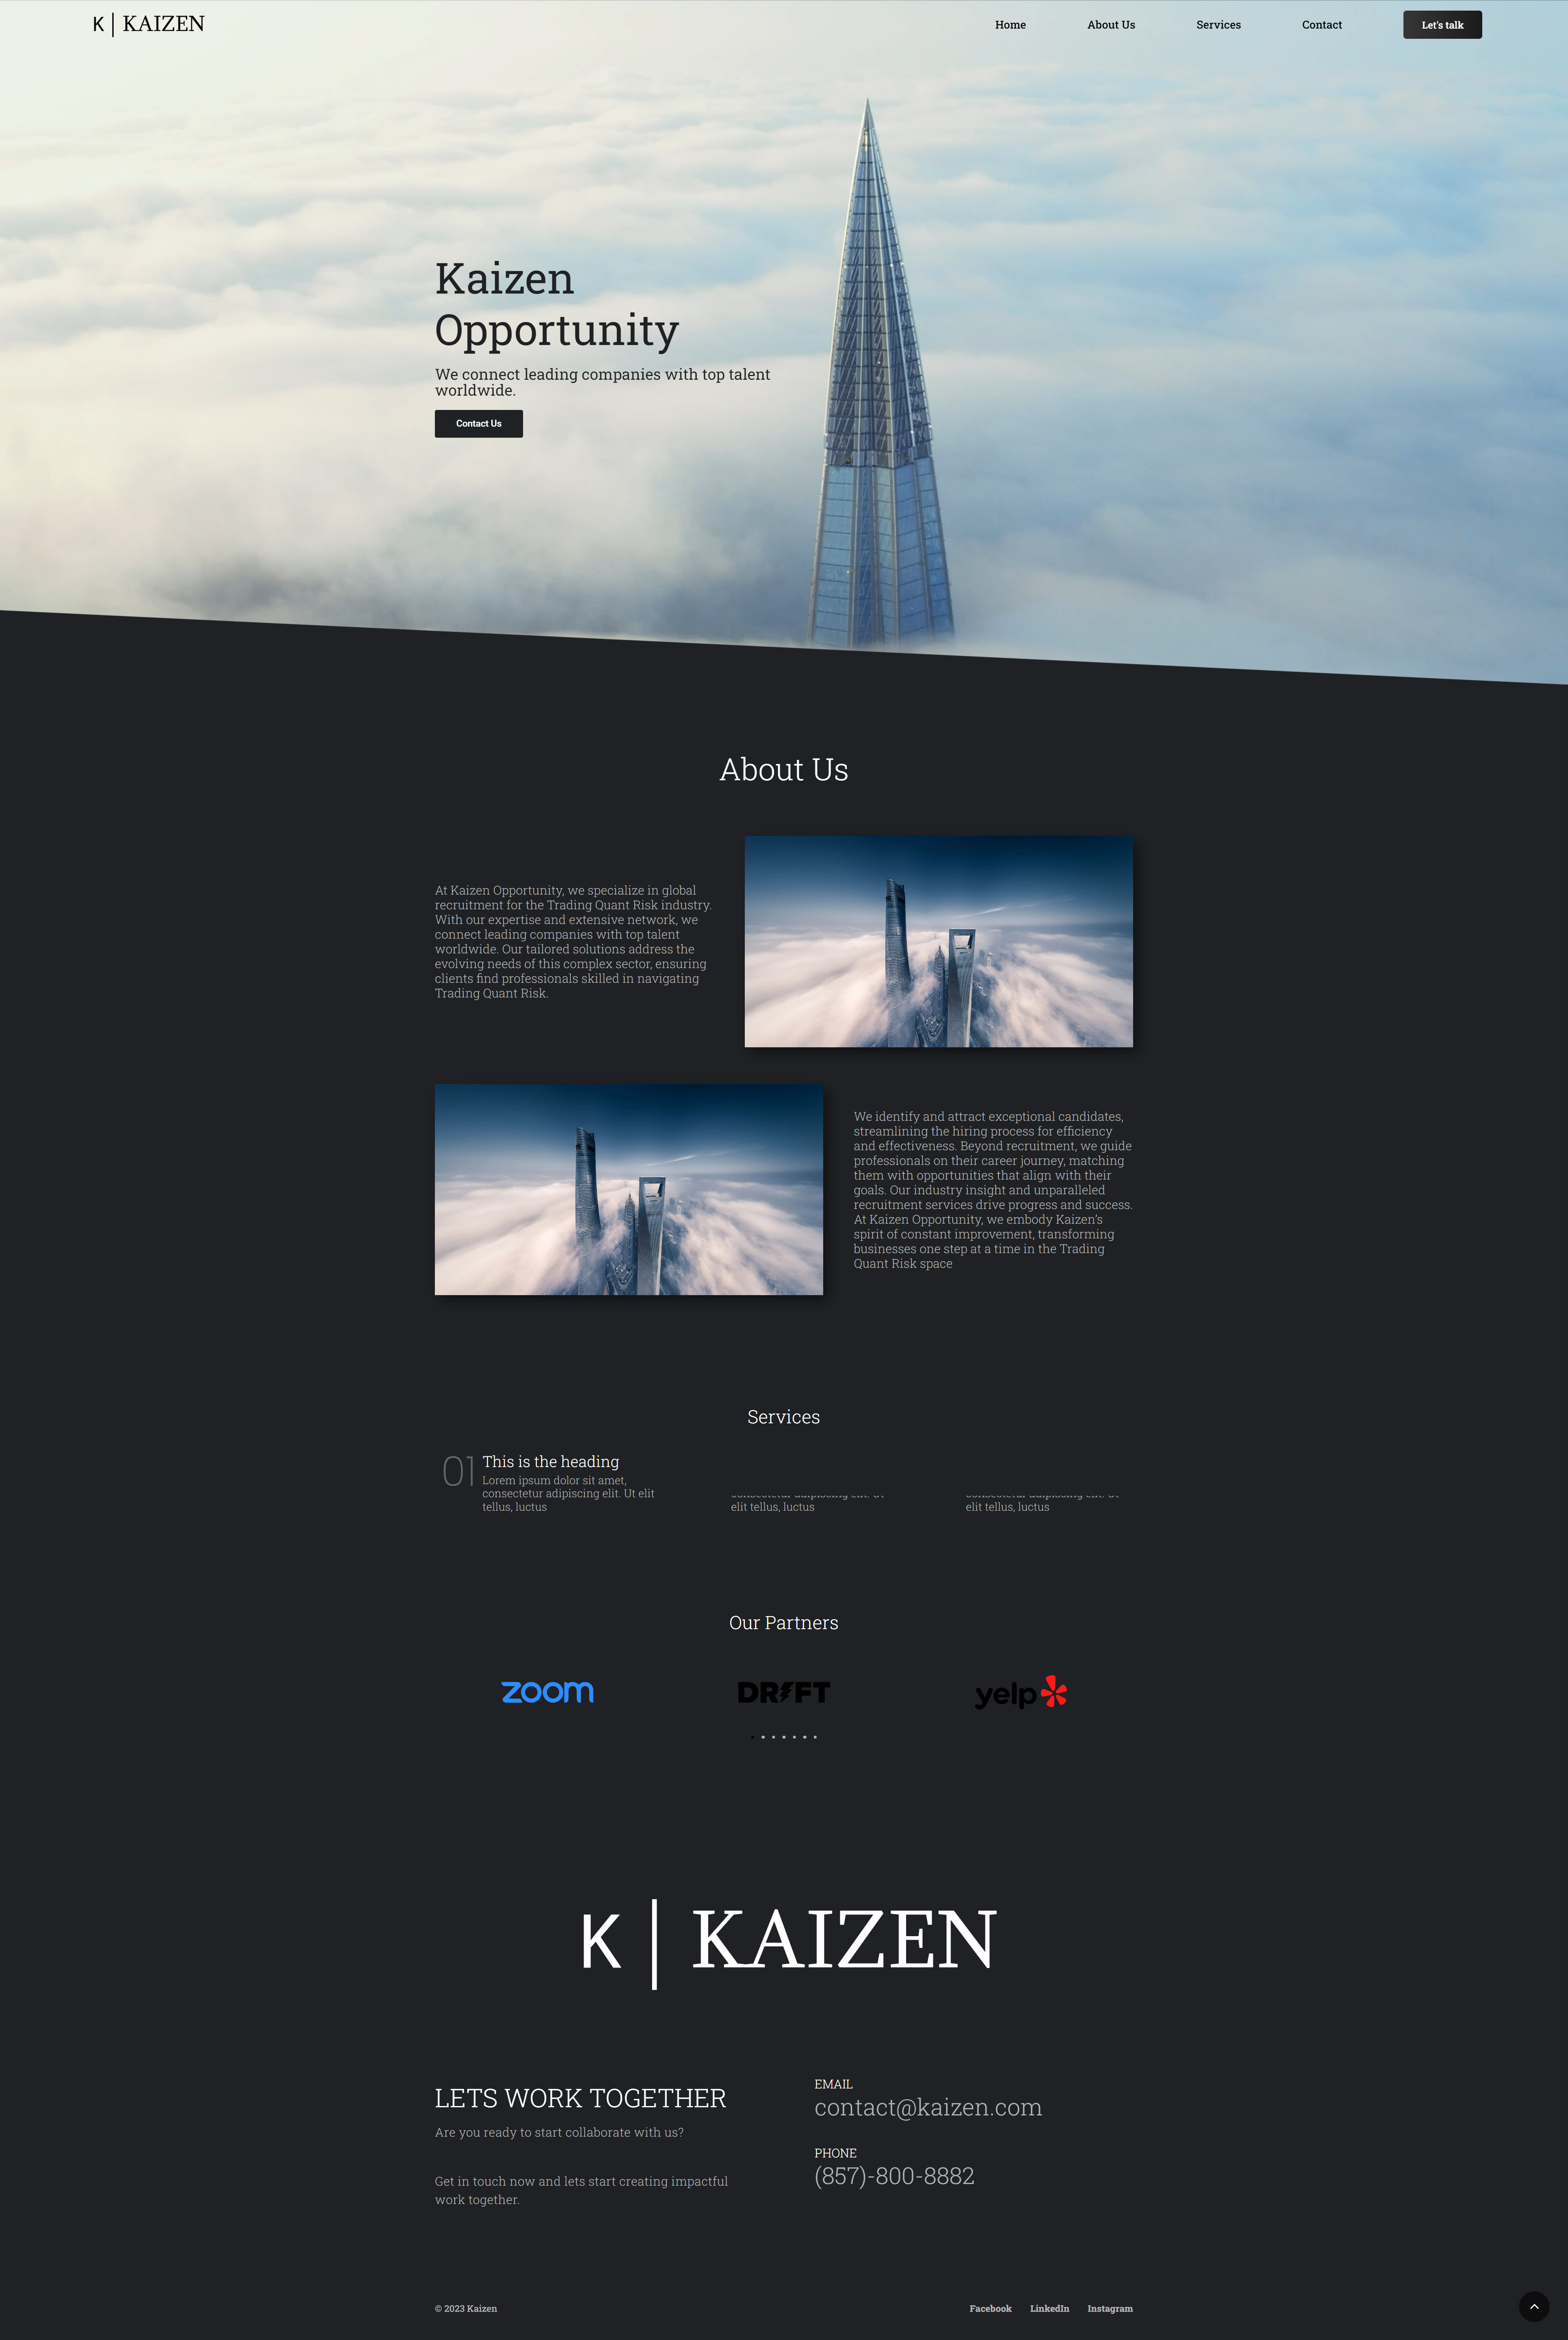 K | KAIZEN
Home
About Us
Services
Contact
Let's talk
Kaizen
Opportunity
We connect leading companies with top talent
worldwide.
Contact Us
About Us
At Kaizen Opportunity, we specialize in global
recruitment for the Trading Quant Risk industry.
With our expertise and extensive network, we
connect leading companies with top talent
worldwide. Our tailored solutions address the
evolving needs of this complex sector, ensuring
clients find professionals skilled in navigating
Trading Quant Risk.
We identify and attract exceptional candidates,
streamlining the hiring process for efficiency
and effectiveness. Beyond recruitment, we guide
professionals on their career journey, matching
them with opportunities that align with their
goals. Our industry insight and unparalleled
recruitment services drive progress and success.
At Kaizen Opportunity, we embody Kaizen's
spirit of constant improvement, transforming
businesses one step at a time in the Trading
Quant Risk space
Services
01
This is the heading
Lorem ipsum dolor sit amet,
consectetur adipiscing elit. Ut elit
tellus, luctus
elit tellus, luctus
elit tellus, luctus
Our Partners
zoom
DRIFT
yelp
K | KAIZEN
LETS WORK TOGETHER
Are you ready to start collaborate with us?
Get in touch now and lets start creating impactful
work together.
EMAIL
contact@kaizen.com
PHONE
(857)-800-8882
© 2023 Kaizen
Facebook
LinkedIn
Instagram